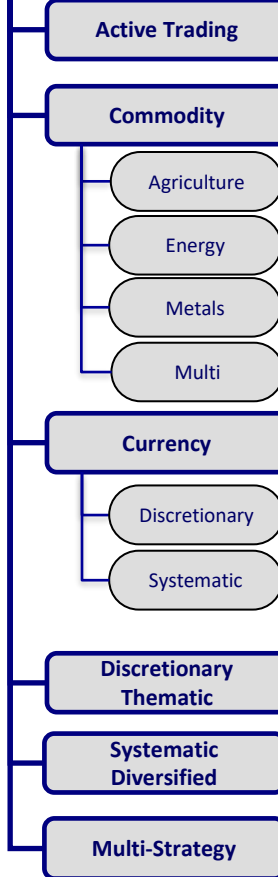 Active Trading
Commodity
Agriculture
Energy
Metals
Multi
Currency
Discretionary
Systematic
Discretionary
Thematic
Systematic
Diversified
Multi-Strategy